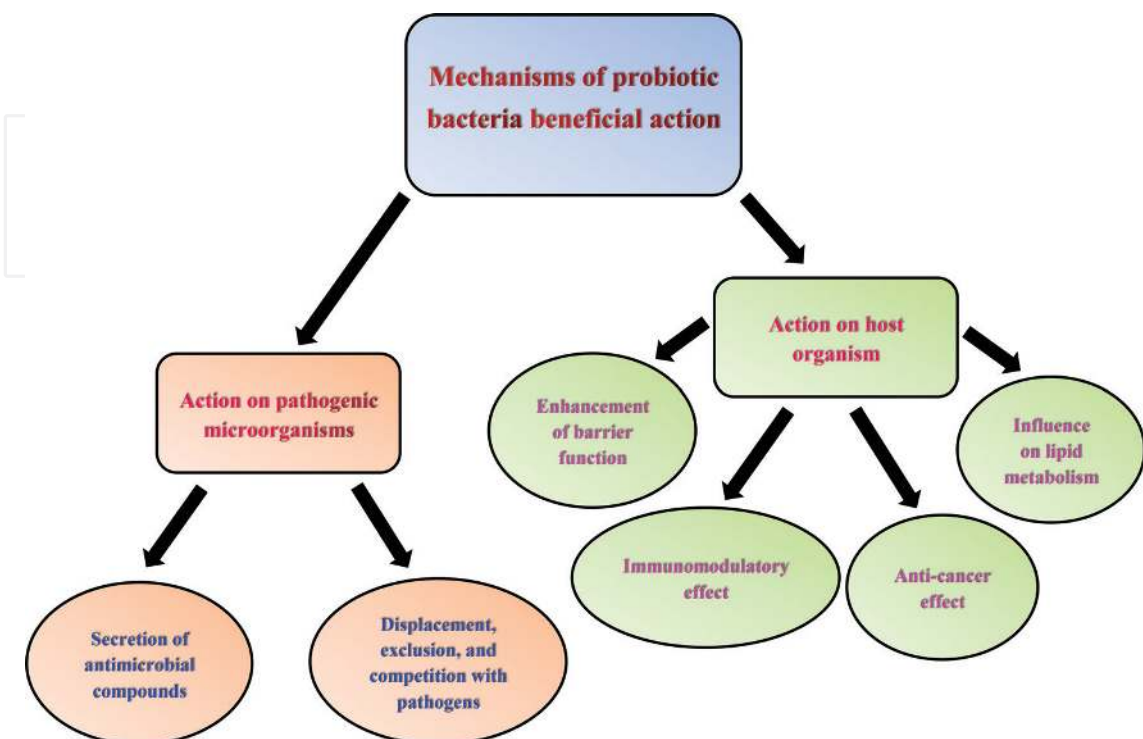 Mechanisms of probiotic
bacteria beneficial action
Action on pathogenic
microorganisms
Secretion of
antimicrobial
compounds
Displacement,
exclusion, and
competition with
pathogens
Action on host
organism
Enhancement
of barrier
function
Immunomodulatory
effect
Anti-cancer
effect
Influence
on lipid
metabolism